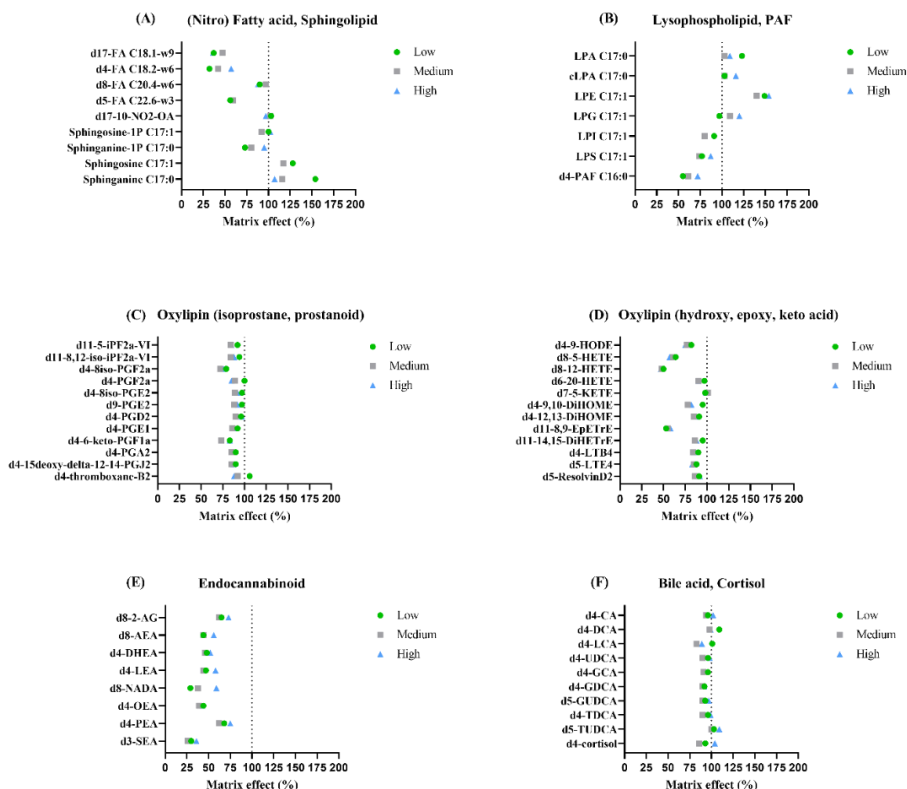 (A) (Nitro) Fatty acid, Sphingolipid
d17-FA C18.1-w9
d4-FA C18.2-w6
d8-FA C20.4-w6
d5-FA C22.6-w3
d17-10-NO2-OA
Sphingosine-1P C17:1
Sphinganine-1P C17:0
Sphingosine C17:1
Sphinganine C17:0
0 25 50 75 100 125 150 175 200
Matrix effect (%)
Low
Medium
High
(B) Lysophospholipid, PAF
LPA C17:0
cLPA C17:0
LPE C17:1
LPG C17:1
LPI C17:1
LPS C17:1
d4-PAF C16:0
0 25 50 75 100 125 150 175 200
Matrix effect (%)
Low
Medium
High
(C) Oxylipin (isoprostane, prostanoid)
d11-5-iPF2a-VI
d11-8,12-iso-iPF2a-VI
d4-8iso-PGF2a
d4-PGF2a
d4-8iso-PGE2
d9-PGE2
d4-PGD2
d4-PGE1
d4-6-keto-PGF1a
d4-PGA2
d4-15deoxy-delta-12-14-PGJ2
d4-thromboxane-B2
0 25 50 75 100 125 150 175 200
Matrix effect (%)
Low
Medium
High
(D) Oxylipin (hydroxy, epoxy, keto acid)
d4-9-HODE
d8-5-HETE
d8-12-HETE
d6-20-HETE
d7-5-KETE
d4-9,10-DiHOME
d4-12,13-DiHOME
d11-8,9-EpETrE
d11-14,15-DiHETrE
d4-LTB4
d5-LTE4
d5-ResolvinD2
0 25 50 75 100 125 150 175 200
Matrix effect (%)
Low
Medium
High
(E) Endocannabinoid
d8-2-AG
d8-AEA
d4-DHEA
d4-LEA
d8-NADA
d4-OEA
d4-PEA
d3-SEA
0 25 50 75 100 125 150 175 200
Matrix effect (%)
Low
Medium
High
(F) Bile acid, Cortisol
d4-CA
d4-DCA
d4-LCA
d4-UDCA
d4-GCA
d4-GDCA
d5-GUDCA
d4-TDCA
d5-TUDCA
d4-cortisol
0 25 50 75 100 125 150 175 200
Matrix effect (%)
Low
Medium
High